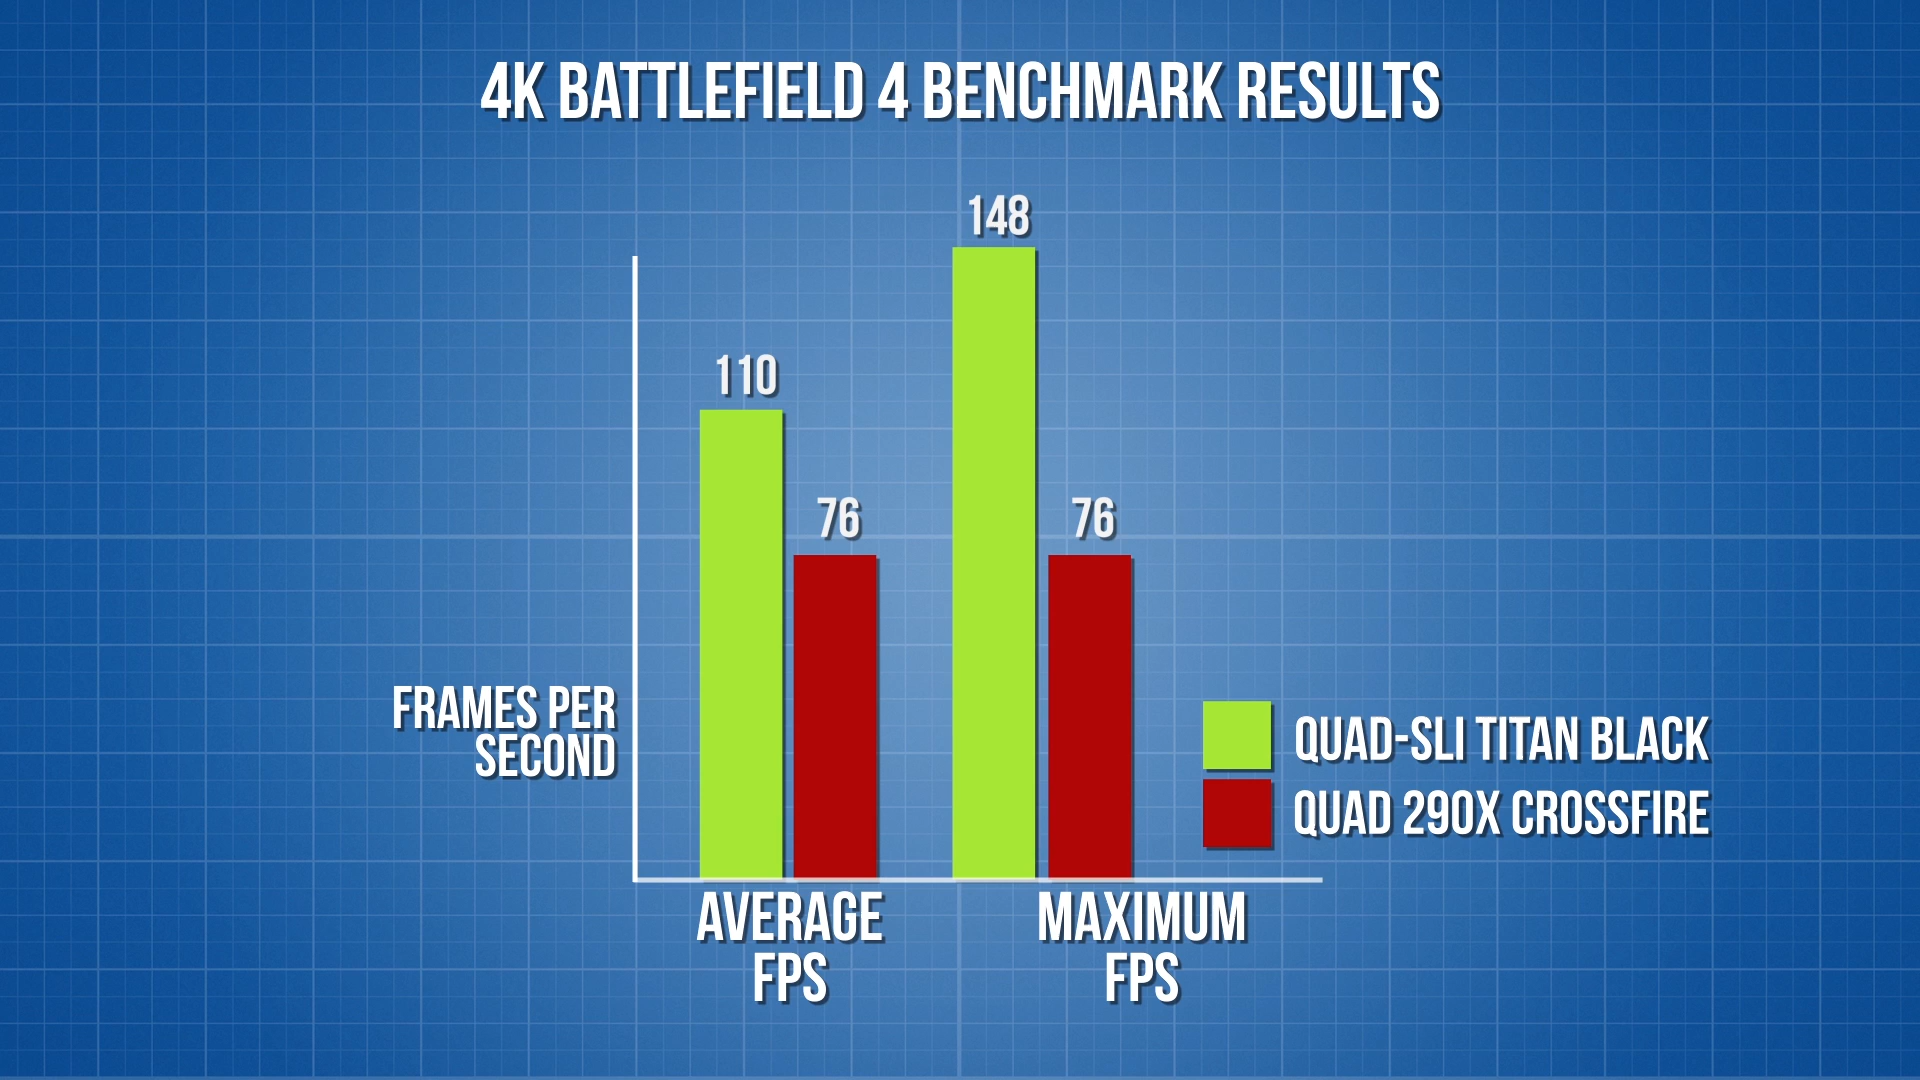 4K BATTLEFIELD 4 BENCHMARK RESULTS
148
110
76
76
FRAMES PER
SECOND
QUAD-SLI TITAN BLACK
QUAD 290X CROSSFIRE
AVERAGE
FPS
MAXIMUM
FPS